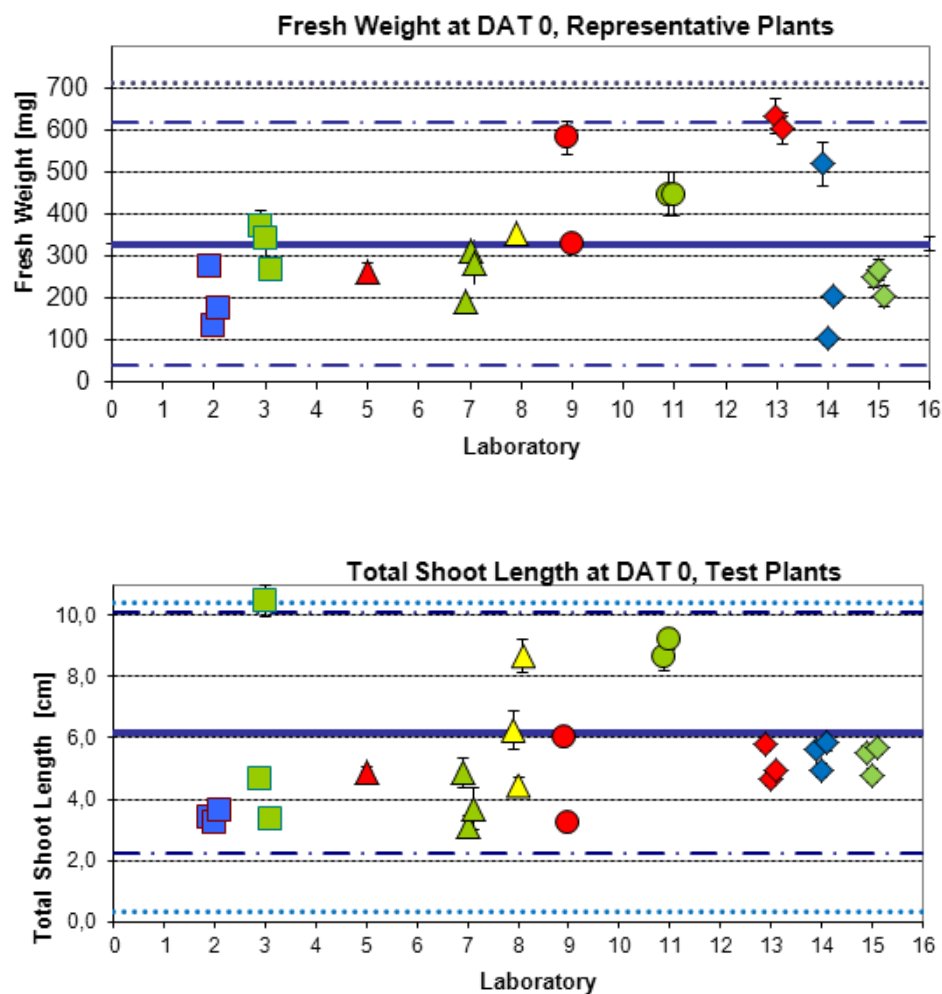 Fresh Weight at DAT 0, Representative Plants
Fresh Weight [mg]
700
600
500
400
300
200
100
0
0 1 2 3 4 5 6 7 8 9 10 11 12 13 14 15 16
Laboratory
Total Shoot Length at DAT 0, Test Plants
Total Shoot Length [cm]
10,0
8,0
6,0
4,0
2,0
0,0
0 1 2 3 4 5 6 7 8 9 10 11 12 13 14 15 16
Laboratory